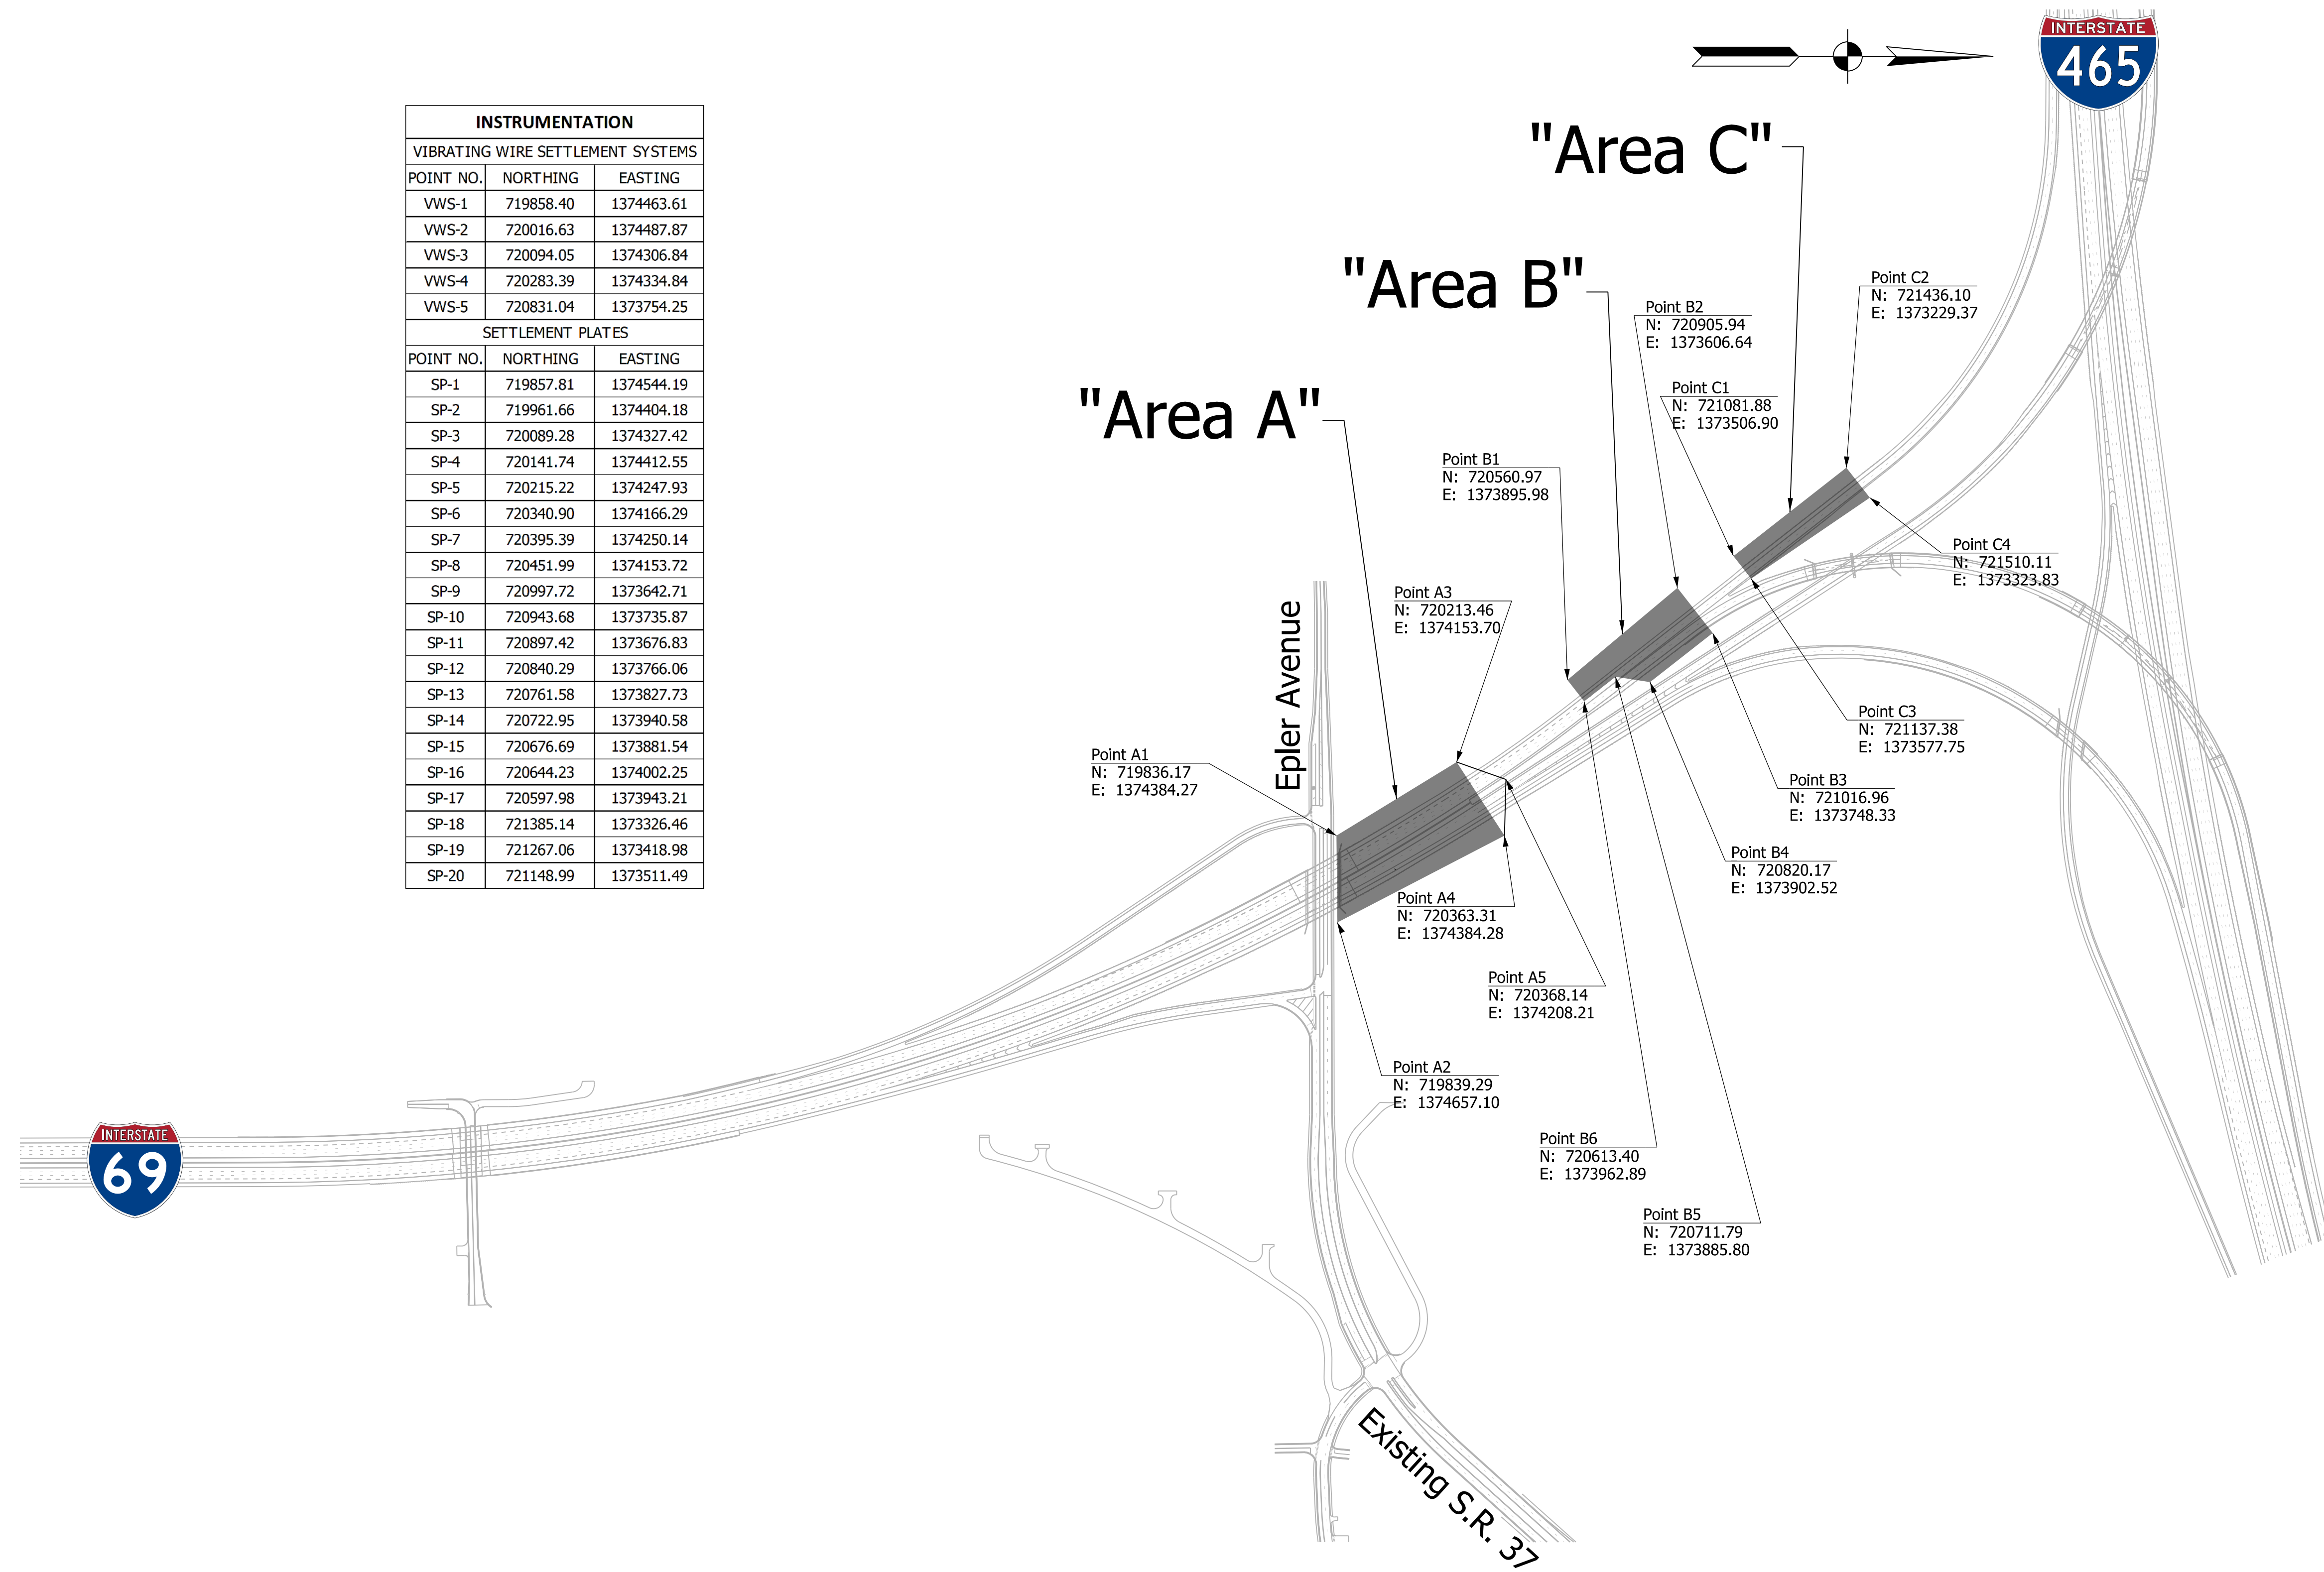 INTERSTATE
465
"Area C"
"Area B"
"Area A"
INSTRUMENTATION
VIBRATING WIRE SETTLEMENT SYSTEMS
POINT NO. NORTHING EASTING
VWS-1 719858.40 1374463.61
VWS-2 720016.63 1374487.87
VWS-3 720094.05 1374306.84
VWS-4 720283.39 1374334.84
VWS-5 720831.04 1373754.25
SETTLEMENT PLATES
POINT NO. NORTHING EASTING
SP-1 719857.81 1374544.19
SP-2 719961.66 1374404.18
SP-3 720089.28 1374327.42
SP-4 720141.74 1374412.55
SP-5 720215.22 1374247.93
SP-6 720340.90 1374166.29
SP-7 720395.39 1374250.14
SP-8 720451.99 1374153.72
SP-9 720997.72 1373642.71
SP-10 720943.68 1373735.87
SP-11 720897.42 1373676.83
SP-12 720840.29 1373766.06
SP-13 720761.58 1373827.73
SP-14 720722.95 1373940.58
SP-15 720676.69 1373881.54
SP-16 720644.23 1374002.25
SP-17 720597.98 1373943.21
SP-18 721385.14 1373326.46
SP-19 721267.06 1373418.98
SP-20 721148.99 1373511.49
Point C2
N: 721436.10
E: 1373229.37
Point B2
N: 720905.94
E: 1373606.64
Point C1
N: 721081.88
E: 1373506.90
Point B1
N: 720560.97
E: 1373895.98
Point C4
N: 721510.11
E: 1373323.83
Point A3
N: 720213.46
E: 1374153.70
Epler Avenue
Point C3
N: 721137.38
E: 1373577.75
Point A1
N: 719836.17
E: 1374384.27
Point B3
N: 721016.96
E: 1373748.33
Point B4
N: 720820.17
E: 1373902.52
Point A4
N: 720363.31
E: 1374384.28
Point A5
N: 720368.14
E: 1374208.21
Point A2
N: 719839.29
E: 1374657.10
Point B6
N: 720613.40
E: 1373962.89
Point B5
N: 720711.79
E: 1373885.80
INTERSTATE
69
Existing S.R. 37